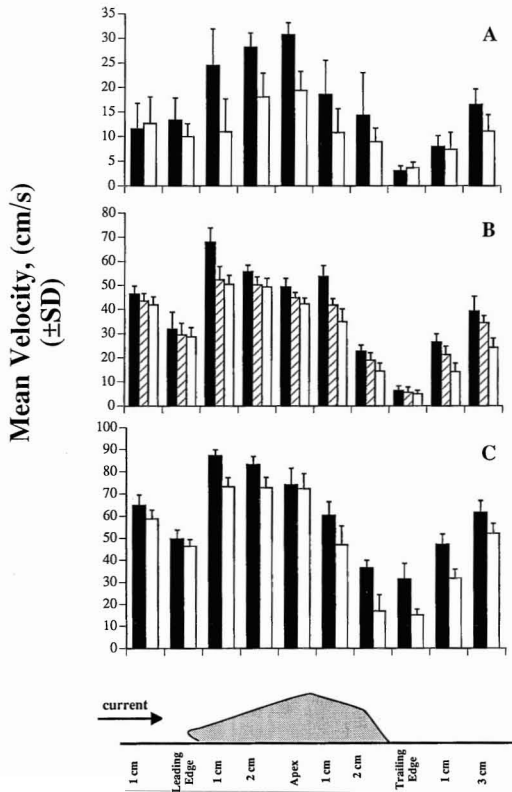 Mean Velocity, (cm/s)
(±SD)
A
35
30
25
20
15
10
5
0
B
80
70
60
50
40
30
20
10
0
C
100
90
80
70
60
50
40
30
20
10
0
current
1 cm
Leading
Edge
1 cm
2 cm
Apex
1 cm
2 cm
Trailing
Edge
1 cm
3 cm